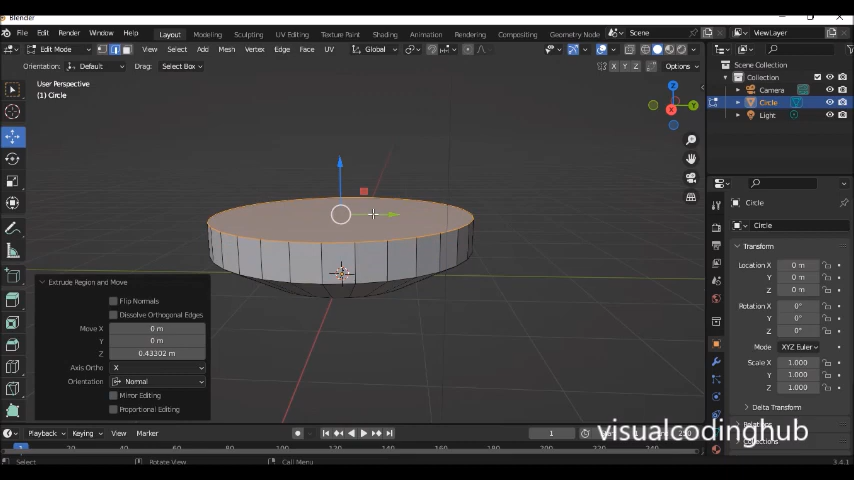 Blender
File Edit Render Window Help Layout Modeling Sculpting UV Editing Texture Paint Shading Animation Rendering Compositing Geometry Node Scene ViewLayer
Edit Mode View Select Add Mesh Vertex Edge Face UV Global
Orientation: Default Drag: Select Box X Y Z Options
User Perspective
(1) Circle
Z
Y
X
Scene Collection
Collection
Camera
Circle
Light
Circle
Circle
Transform
Location X 0 m
Y 0 m
Z 0 m
Rotation X 0°
Y 0°
Z 0°
Mode XYZ Euler
Scale X 1.000
Y 1.000
Z 1.000
Delta Transform
Relations
Collections
Extrude Region and Move
Flip Normals
Dissolve Orthogonal Edges
Move X 0 m
Y 0 m
Z 0.43302 m
Axis Ortho X
Orientation Normal
Mirror Editing
Proportional Editing
Playback Keying View Marker 1
visualcodinghub
Select Rotate View Call Menu 3.4.1